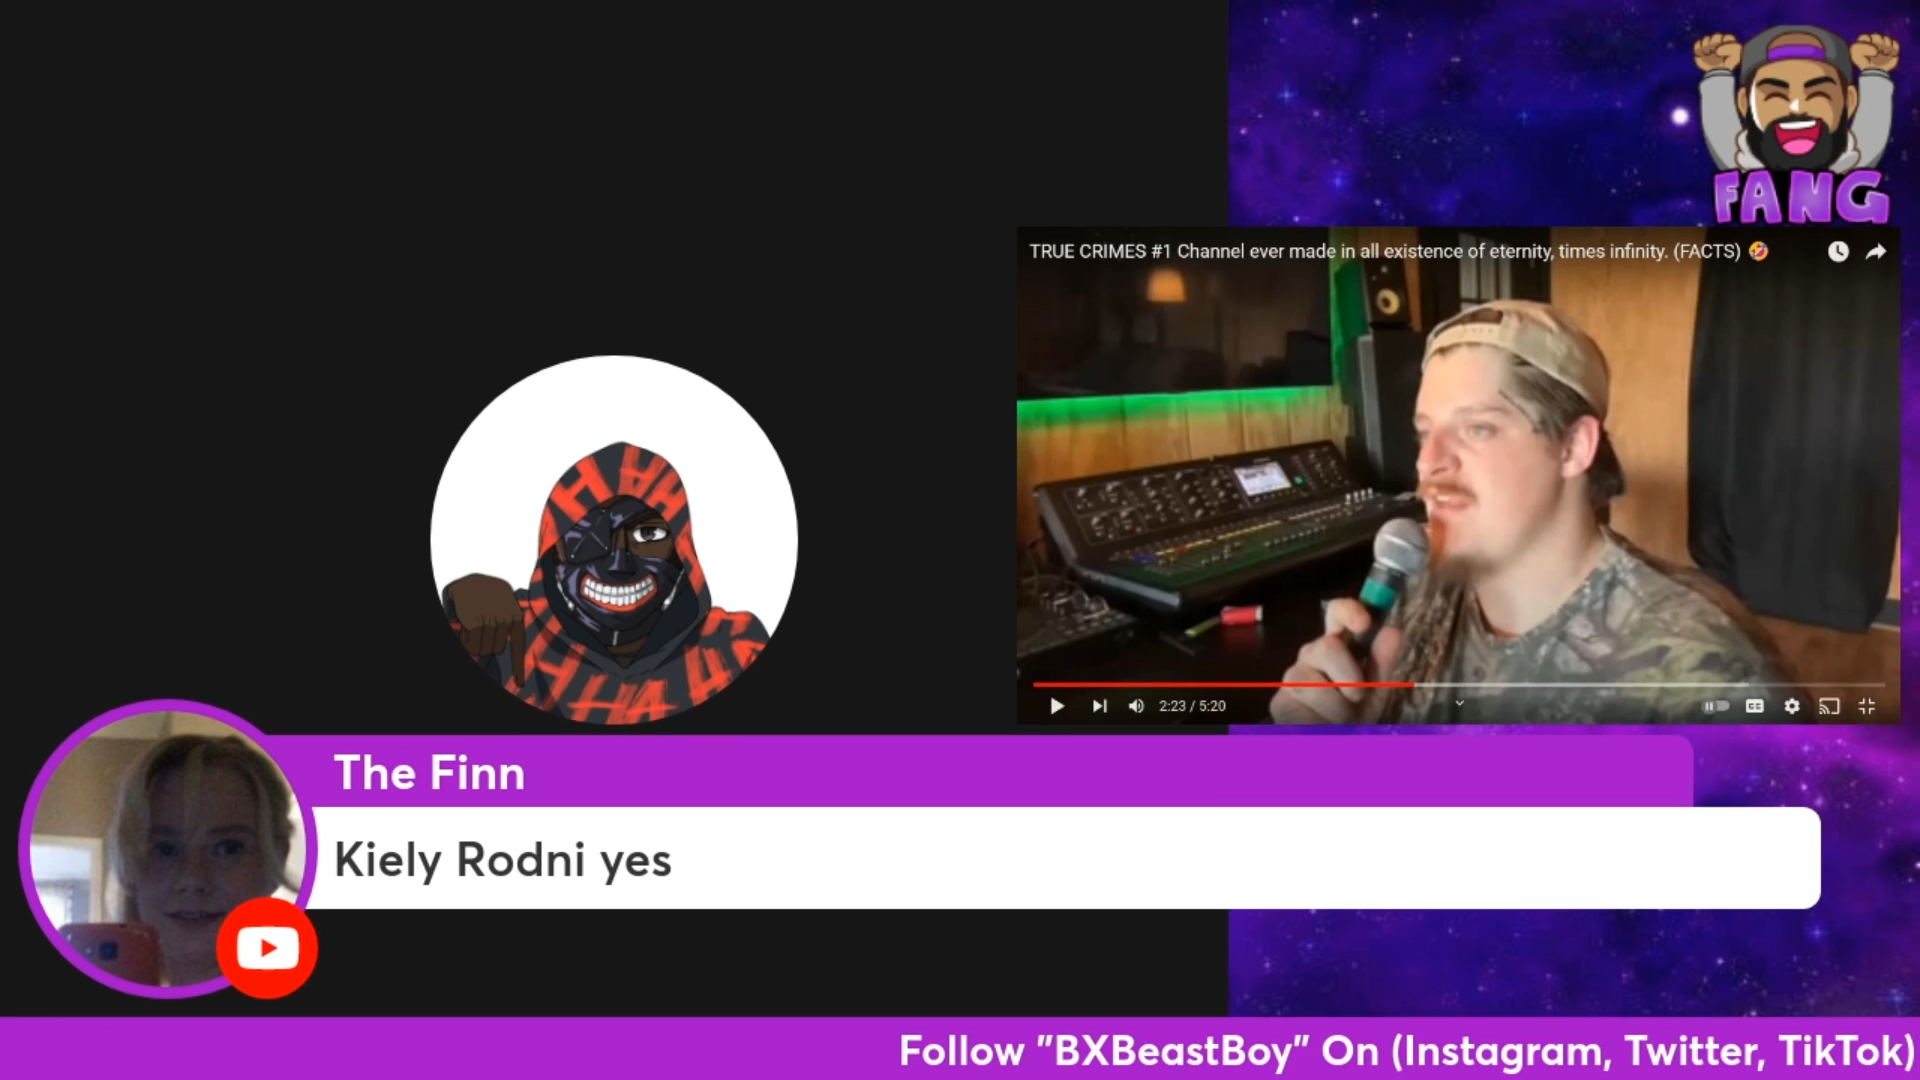 FANG
TRUE CRIMES #1 Channel ever made in all existence of eternity, times infinity. (FACTS) 🤣
2:23 / 5:20
CC
The Finn
Kiely Rodni yes
Follow "BXBeastBoy" On (Instagram, Twitter, TikTok)